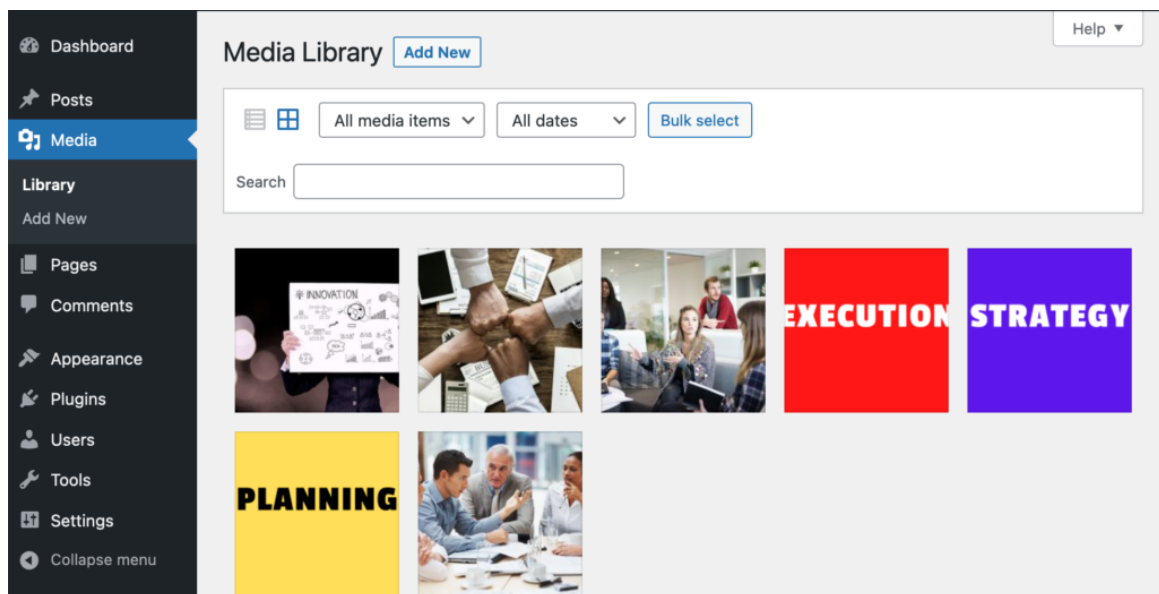 Dashboard
Posts
Media
Library
Add New
Pages
Comments
Appearance
Plugins
Users
Tools
Settings
Collapse menu
Help
Media Library Add New
All media items All dates Bulk select
Search
INNOVATION
EXECUTION
STRATEGY
PLANNING